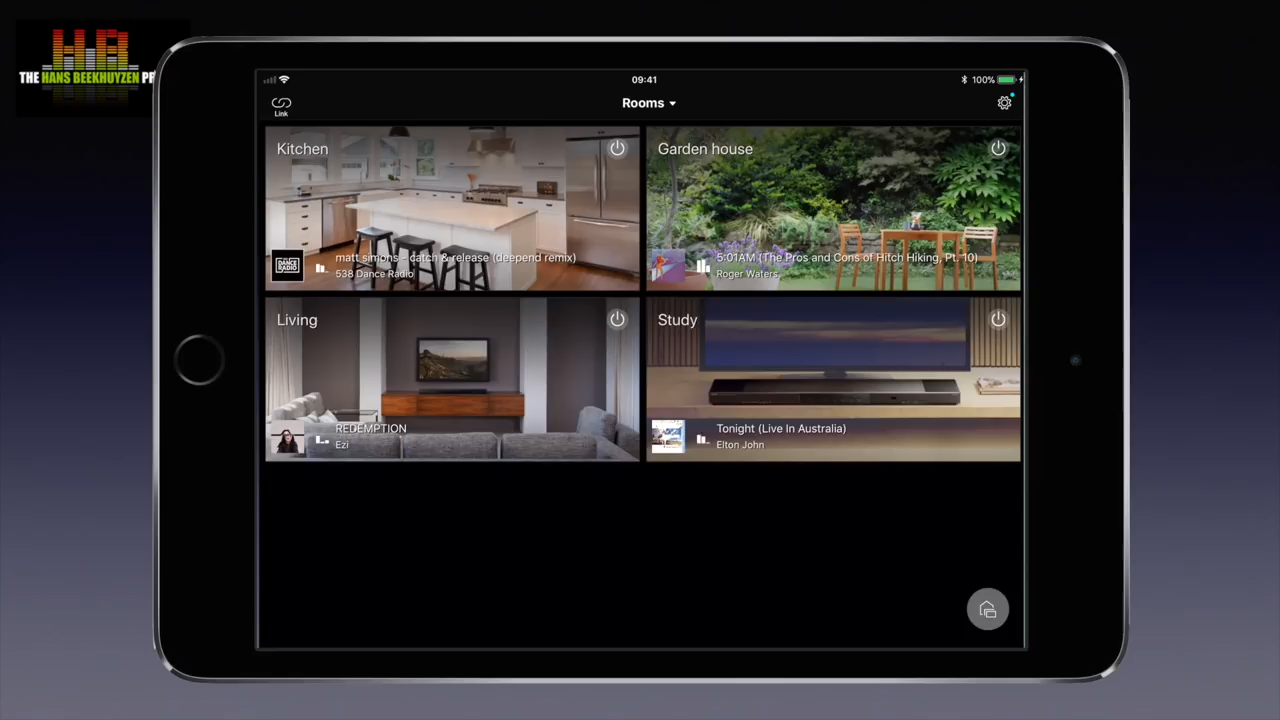 H.B
THE HANS BEEKHUYZEN PR
09:41
100%
Link
Rooms
Kitchen
matt simons - catch & release (deepend remix)
538 Dance Radio
DANCE
RADIO
Garden house
5:01AM (The Pros and Cons of Hitch Hiking, Pt. 10)
Roger Waters
Living
REDEMPTION
Ezi
Study
Tonight (Live In Australia)
Elton John